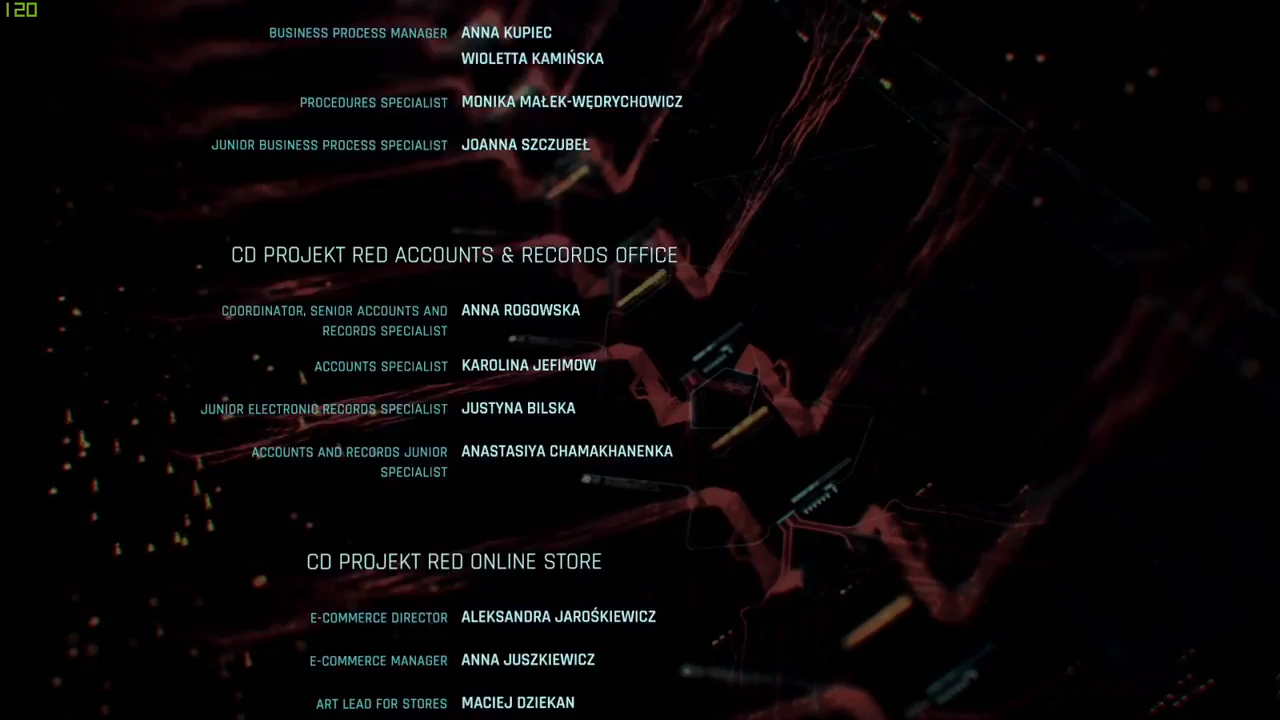 120
BUSINESS PROCESS MANAGER ANNA KUPIEC
WIOLETTA KAMIŃSKA
PROCEDURES SPECIALIST MONIKA MAŁEK-WĘDRYCHOWICZ
JUNIOR BUSINESS PROCESS SPECIALIST JOANNA SZCZUBEŁ
CD PROJEKT RED ACCOUNTS & RECORDS OFFICE
COORDINATOR, SENIOR ACCOUNTS AND ANNA ROGOWSKA
RECORDS SPECIALIST
ACCOUNTS SPECIALIST KAROLINA JEFIMOW
JUNIOR ELECTRONIC RECORDS SPECIALIST JUSTYNA BILSKA
ACCOUNTS AND RECORDS JUNIOR ANASTASIYA CHAMAKHANENKA
SPECIALIST
CD PROJEKT RED ONLINE STORE
E-COMMERCE DIRECTOR ALEKSANDRA JAROŚKIEWICZ
E-COMMERCE MANAGER ANNA JUSZKIEWICZ
ART LEAD FOR STORES MACIEJ DZIEKAN